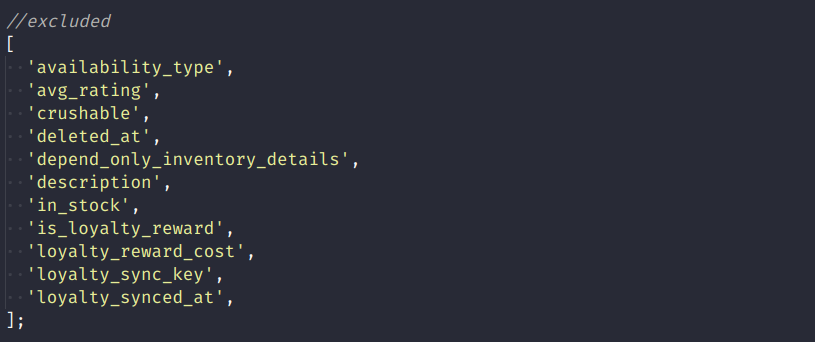 //excluded
[
'availability_type',
'avg_rating',
'crushable',
'deleted_at',
'depend_only_inventory_details',
'description',
'in_stock',
'is_loyalty_reward',
'loyalty_reward_cost',
'loyalty_sync_key',
'loyalty_synced_at',
];